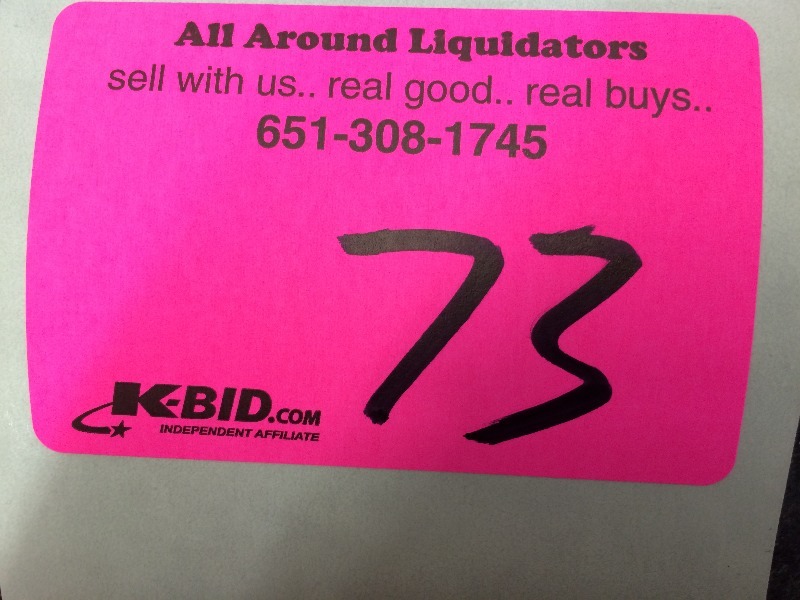 All Around Liquidators
sell with us.. real good.. real buys..
651-308-1745
73
K-BID.COM
INDEPENDENT AFFILIATE